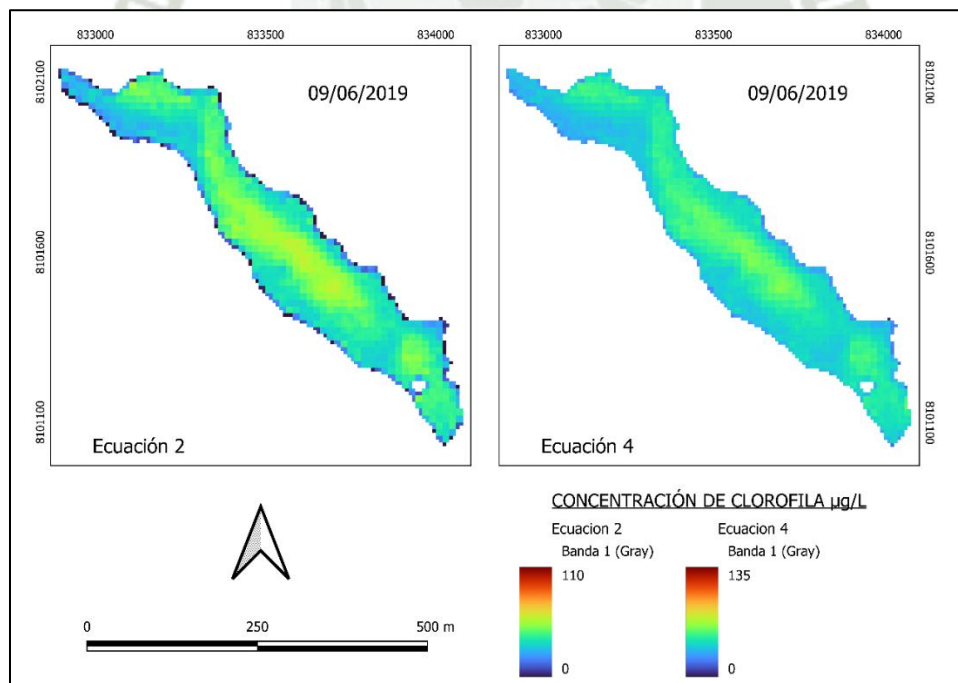 833000 833500 834000
833000 833500 834000
8102100
8101600
8101100
09/06/2019
Ecuación 2
09/06/2019
Ecuación 4
8102100
8101600
8101100
CONCENTRACIÓN DE CLOROFILA µg/L
Ecuacion 2
Banda 1 (Gray)
110
0
Ecuacion 4
Banda 1 (Gray)
135
0
0 250 500 m